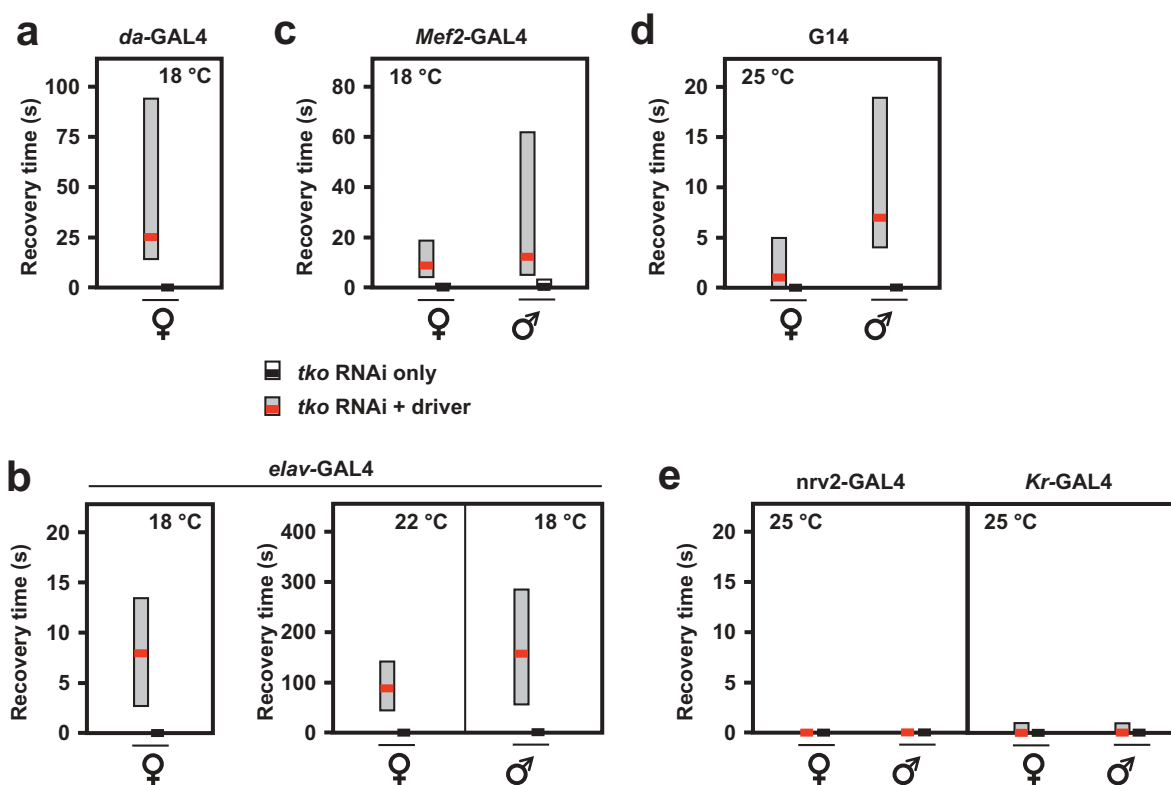 a
da-GAL4
18 °C
Recovery time (s)
100
75
50
25
0
♀
c
Mef2-GAL4
18 °C
Recovery time (s)
80
60
40
20
0
♀ ♂
d
G14
25 °C
Recovery time (s)
20
15
10
5
0
♀ ♂
tko RNAi only
tko RNAi + driver
b
elav-GAL4
18 °C
Recovery time (s)
20
15
10
5
0
♀
22 °C 18 °C
Recovery time (s)
400
300
200
100
0
♀ ♂
e
nrv2-GAL4 Kr-GAL4
25 °C 25 °C
Recovery time (s)
20
15
10
5
0
♀ ♂ ♀ ♂